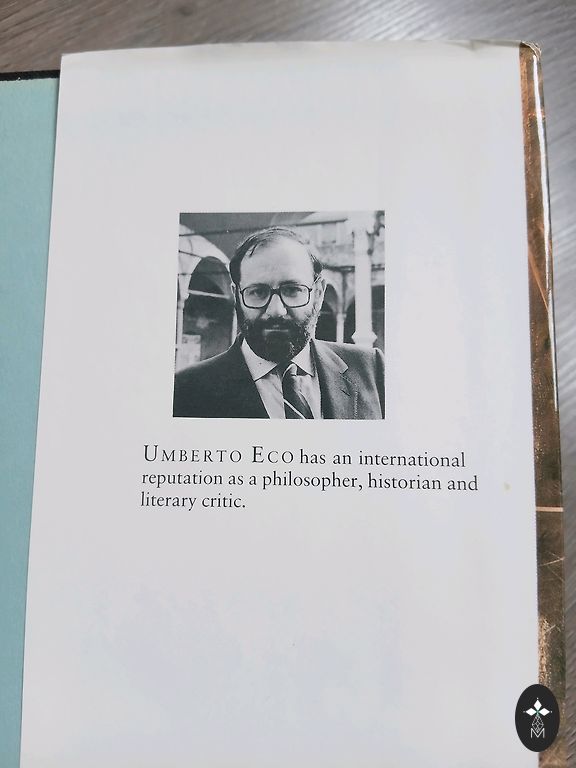 UMBERTO ECO has an international
reputation as a philosopher, historian and
literary critic.
M